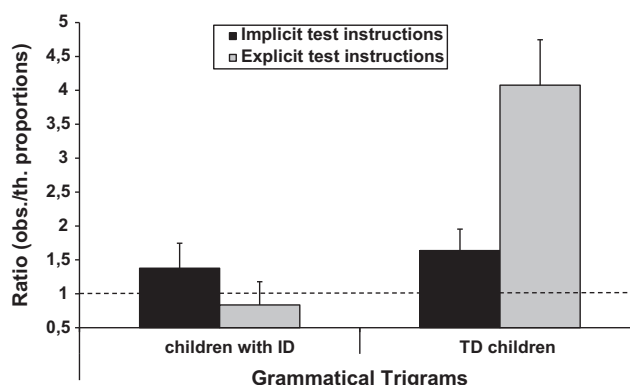 Implicit test instructions
Explicit test instructions
Ratio (obs./th. proportions)
5
4,5
4
3,5
3
2,5
2
1,5
1
0,5
children with ID
TD children
Grammatical Trigrams